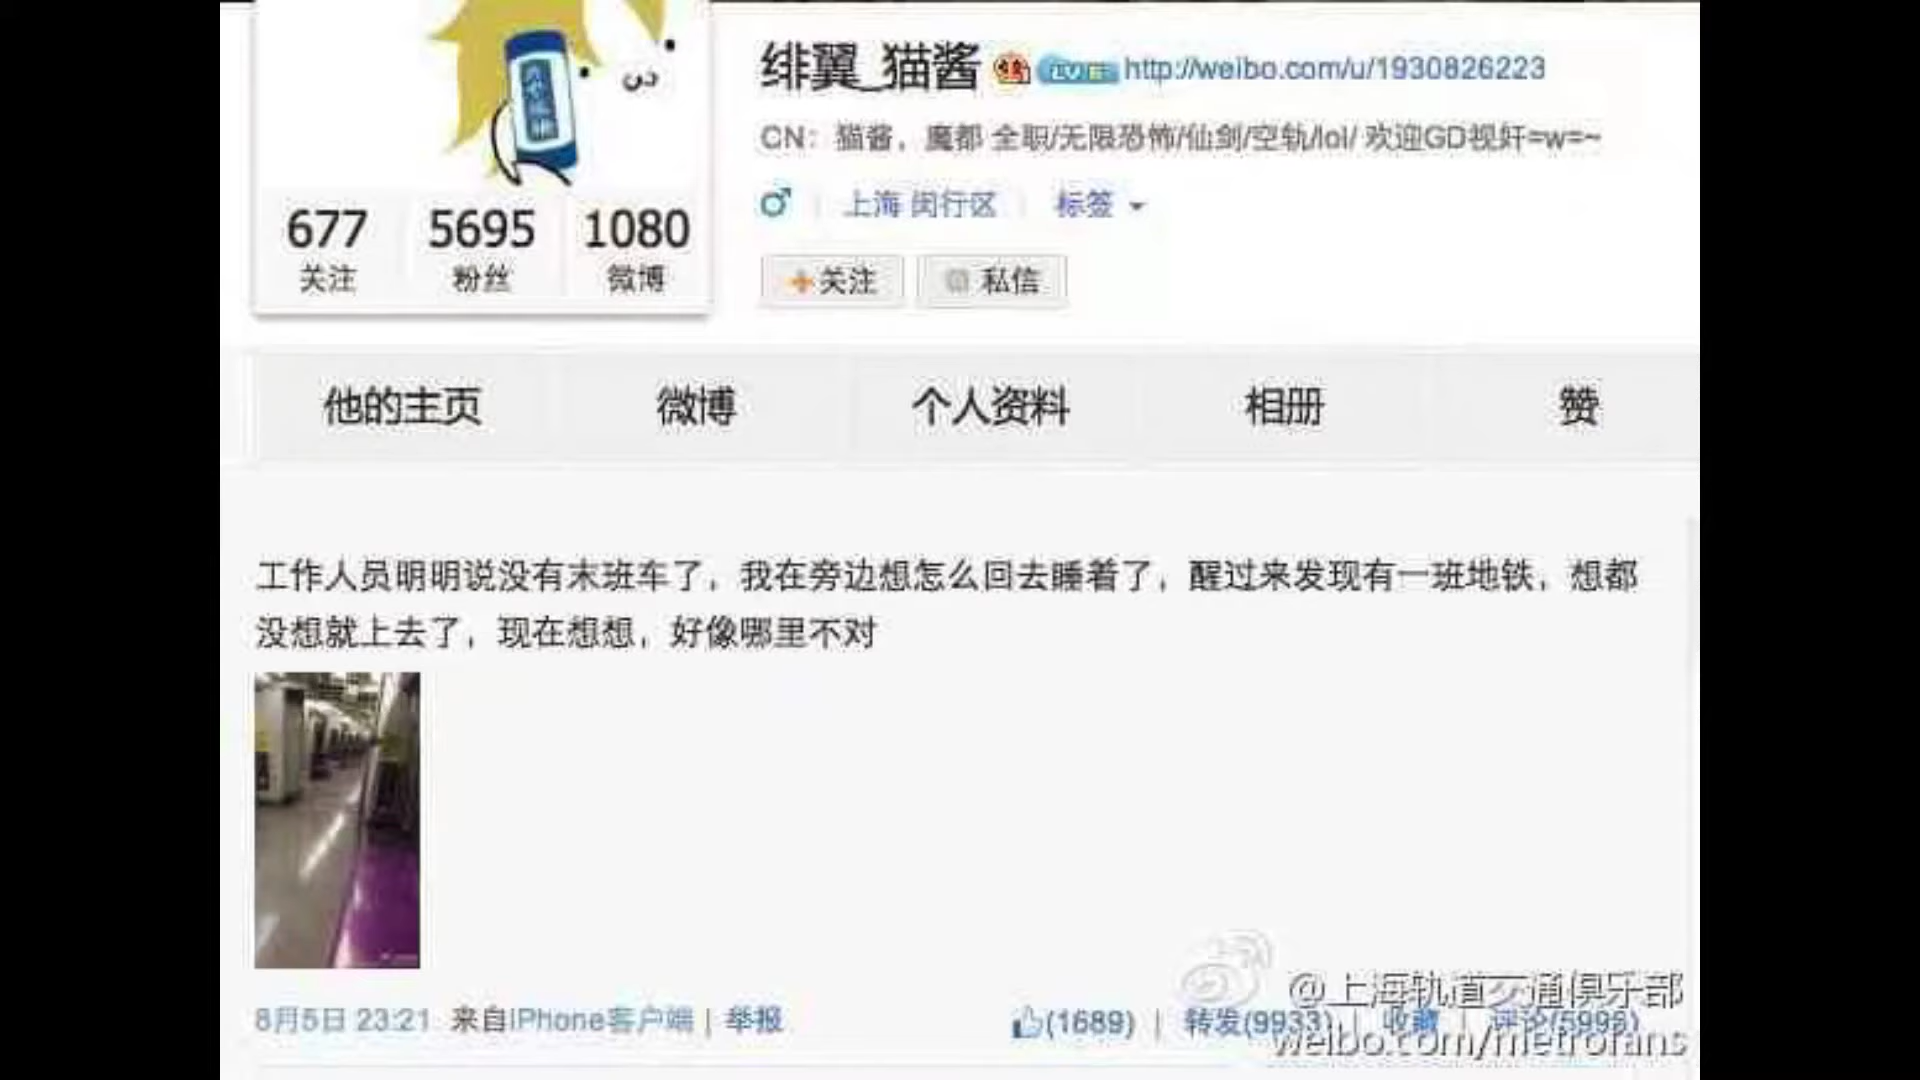 绯翼_猫酱 http://weibo.com/u/1930826223
CN：猫酱，魔都 全职/无限恐怖/仙剑/空轨/lol/ 欢迎GD视奸=w=~
677 5695 1080
关注 粉丝 微博
上海 闵行区 标签
+关注 私信
他的主页 微博 个人资料 相册 赞
工作人员明明说没有末班车了，我在旁边想怎么回去睡着了，醒过来发现有一班地铁，想都
没想就上去了，现在想想，好像哪里不对
8月5日 23:21 来自iPhone客户端 | 举报
(1689) | 转发(9933) | 收藏 | 评论(5998)
@上海轨道交通俱乐部
weibo.com/metrofans